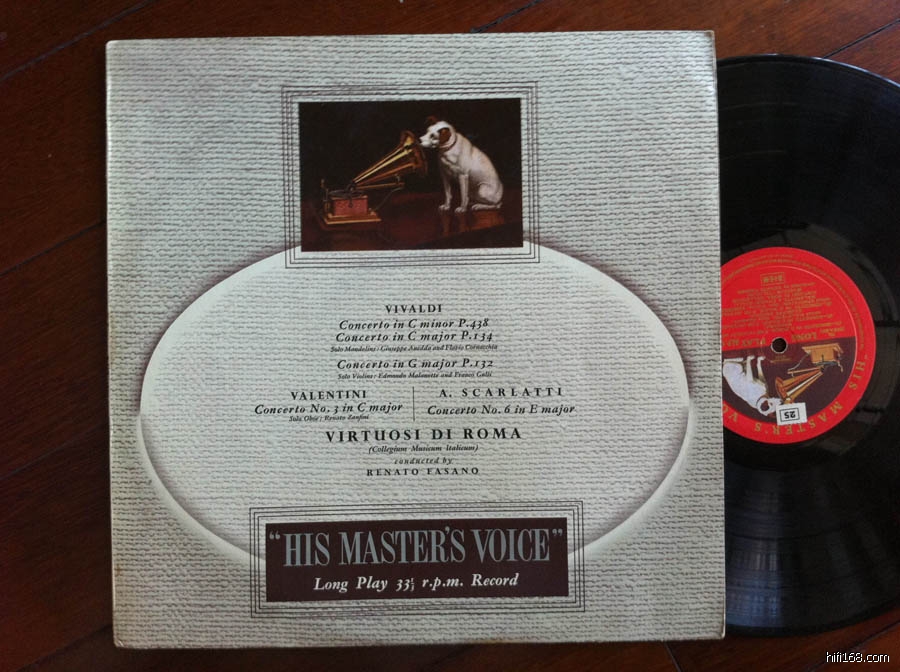 VIVALDI
Concerto in C minor P.438
Concerto in C major P.134
Solo Mandolins: Giuseppe Anedda and Flavio Cornacchia
Concerto in G major P.132
Solo Violins: Edmondo Malanotte and Franco Gulli
VALENTINI
Concerto No. 3 in C major
Solo Oboe: Renato Zanfini
A. SCARLATTI
Concerto No. 6 in E major
VIRTUOSI DI ROMA
(Collegium Musicum Italicum)
conducted by
RENATO FASANO
"HIS MASTER'S VOICE"
Long Play 33⅓ r.p.m. Record
LONG
"HIS MASTER'S VO
25
hifi168.com